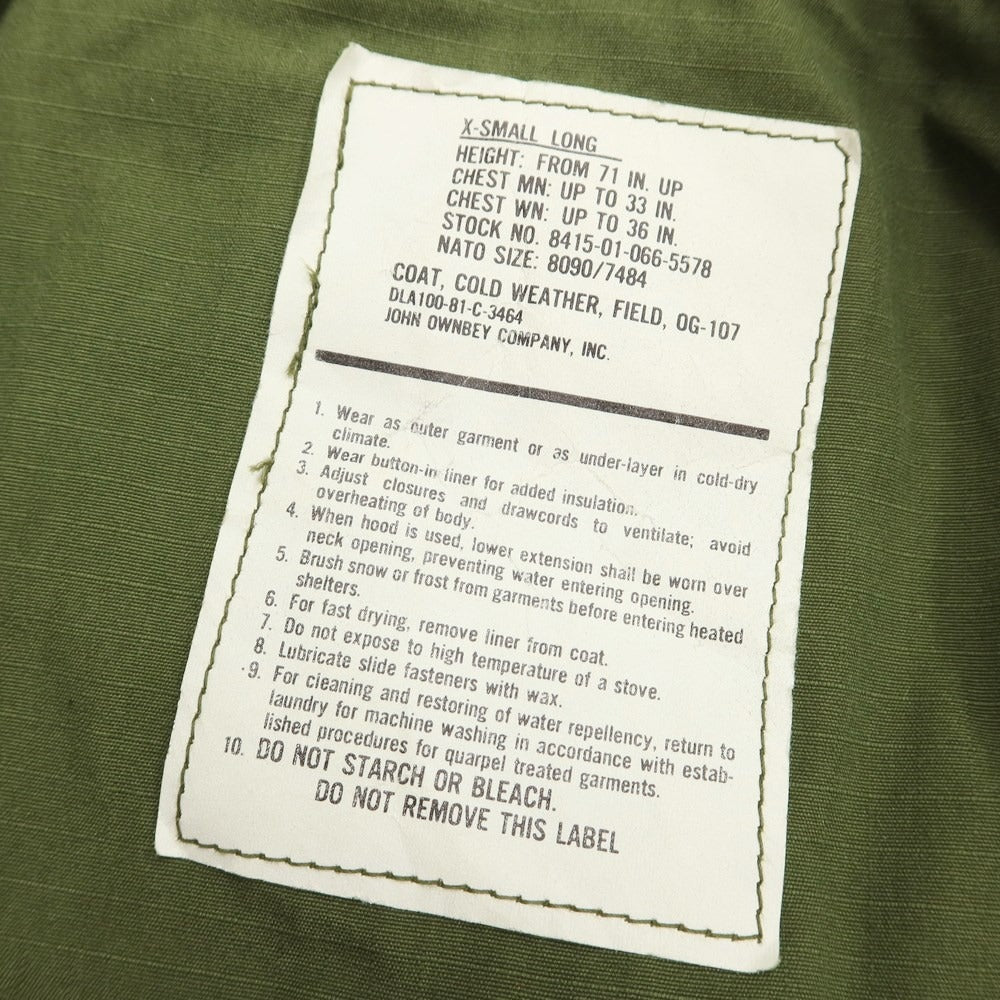 X-SMALL LONG
HEIGHT: FROM 71 IN. UP
CHEST MN: UP TO 33 IN.
CHEST WN: UP TO 36 IN.
STOCK NO. 8415-01-066-5578
NATO SIZE: 8090/7484
COAT, COLD WEATHER, FIELD, OG-107
DLA100-81-C-3464
JOHN OWNBEY COMPANY, INC.
1. Wear as outer garment or as under-layer in cold-dry
climate.
2. Wear button-in liner for added insulation.
3. Adjust closures and drawcords to ventilate; avoid
overheating of body.
4. When hood is used, lower extension shall be worn over
neck opening, preventing water entering opening.
5. Brush snow or frost from garments before entering heated
shelters.
6. For fast drying, remove liner from coat.
7. Do not expose to high temperature of a stove.
8. Lubricate slide fasteners with wax.
9. For cleaning and restoring of water repellency, return to
laundry for machine washing in accordance with estab-
lished procedures for quarpel treated garments.
10. DO NOT STARCH OR BLEACH.
DO NOT REMOVE THIS LABEL